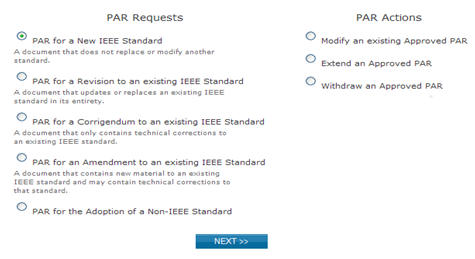 PAR Requests
PAR for a New IEEE Standard
A document that does not replace or modify another
standard.
PAR for a Revision to an existing IEEE Standard
A document that updates or replaces an existing IEEE
standard in its entirety.
PAR for a Corrigendum to an existing IEEE Standard
A document that only contains technical corrections to
an existing IEEE standard.
PAR for an Amendment to an existing IEEE Standard
A document that contains new material to an existing
IEEE standard and may contain technical corrections to
that standard.
PAR for the Adoption of a Non-IEEE Standard
PAR Actions
Modify an existing Approved PAR
Extend an Approved PAR
Withdraw an Approved PAR
NEXT >>